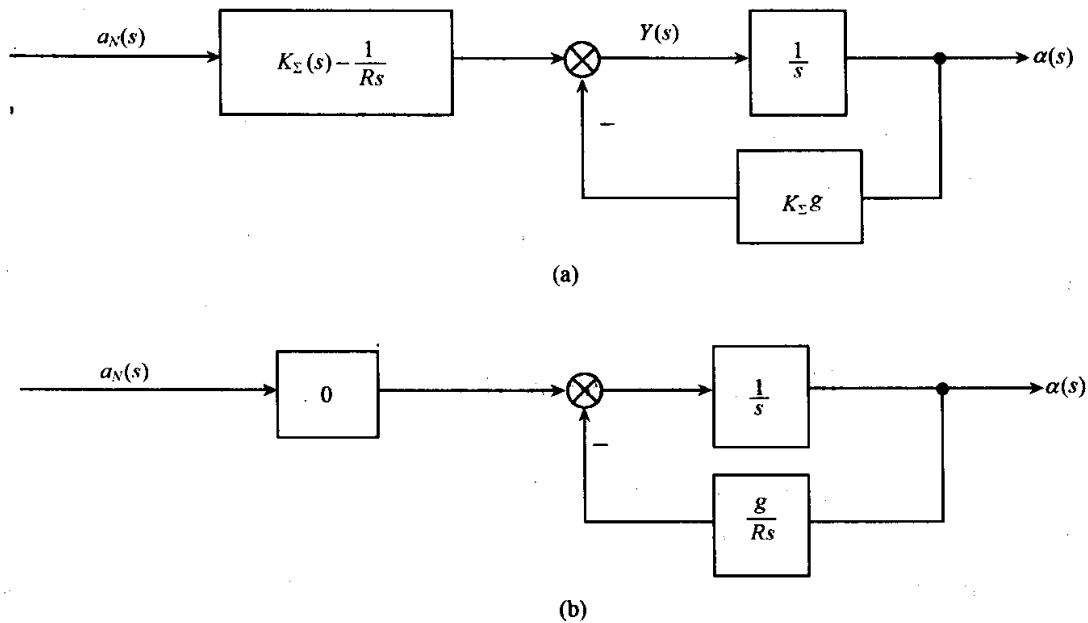 a_N(s)
K_Σ(s) − 1/Rs
Y(s)
1/s
α(s)
−
K_Σ g
(a)
a_N(s)
0
1/s
α(s)
−
g/Rs
(b)